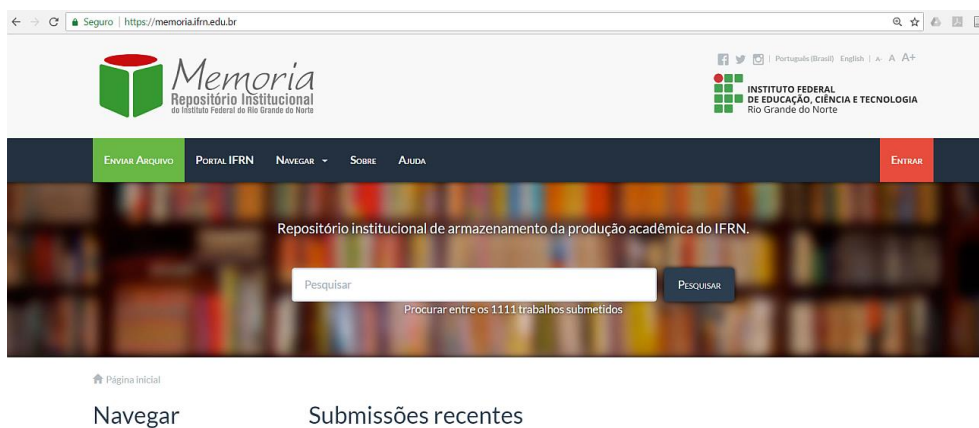 Seguro | https://memoria.ifrn.edu.br
Memoria
Repositório Institucional
do Instituto Federal do Rio Grande do Norte
| Português (Brasil) English | A- A A+
INSTITUTO FEDERAL
DE EDUCAÇÃO, CIÊNCIA E TECNOLOGIA
Rio Grande do Norte
Enviar Arquivo Portal IFRN Navegar Sobre Ajuda Entrar
Repositório institucional de armazenamento da produção acadêmica do IFRN.
Pesquisar Pesquisar
Procurar entre os 1111 trabalhos submetidos
Página inicial
Navegar Submissões recentes